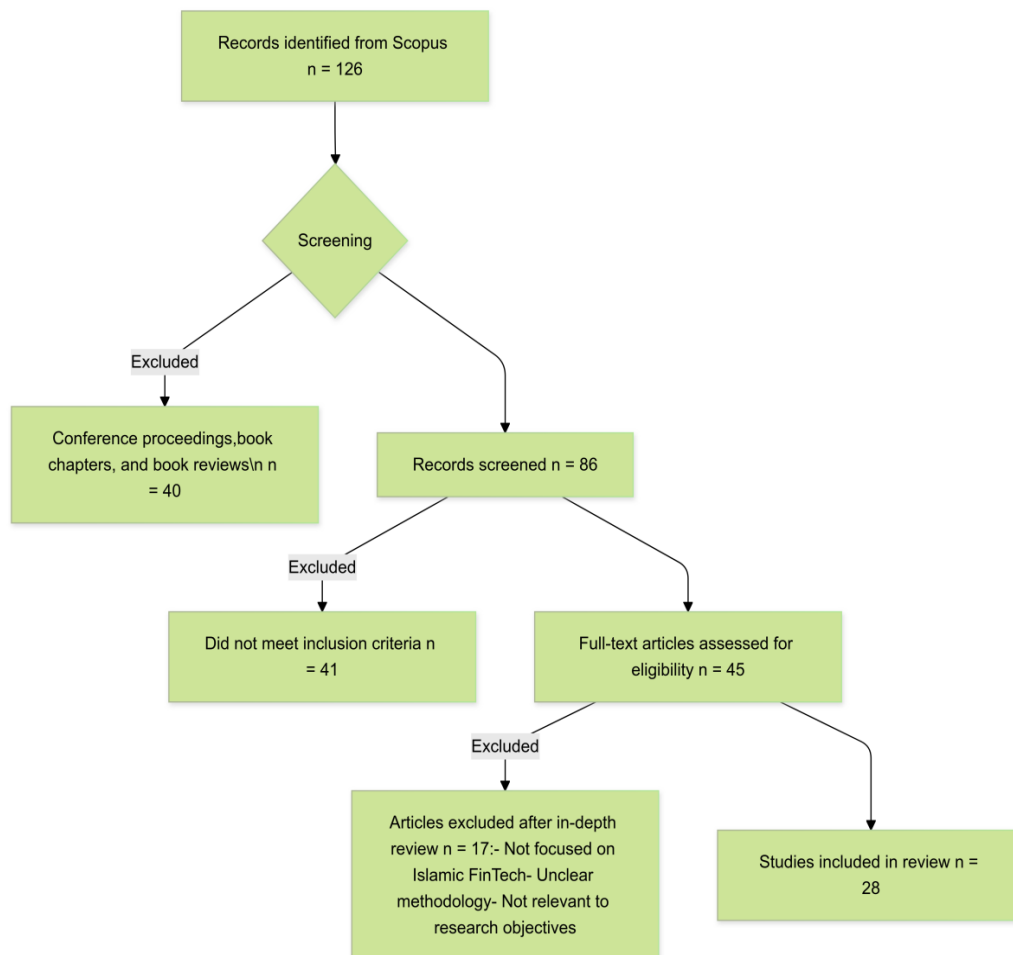 Records identified from Scopus
n = 126
Screening
Excluded
Conference proceedings,book
chapters, and book reviews\n n
= 40
Records screened n = 86
Excluded
Did not meet inclusion criteria n
= 41
Full-text articles assessed for
eligibility n = 45
Excluded
Articles excluded after in-depth
review n = 17:- Not focused on
Islamic FinTech- Unclear
methodology- Not relevant to
research objectives
Studies included in review n =
28